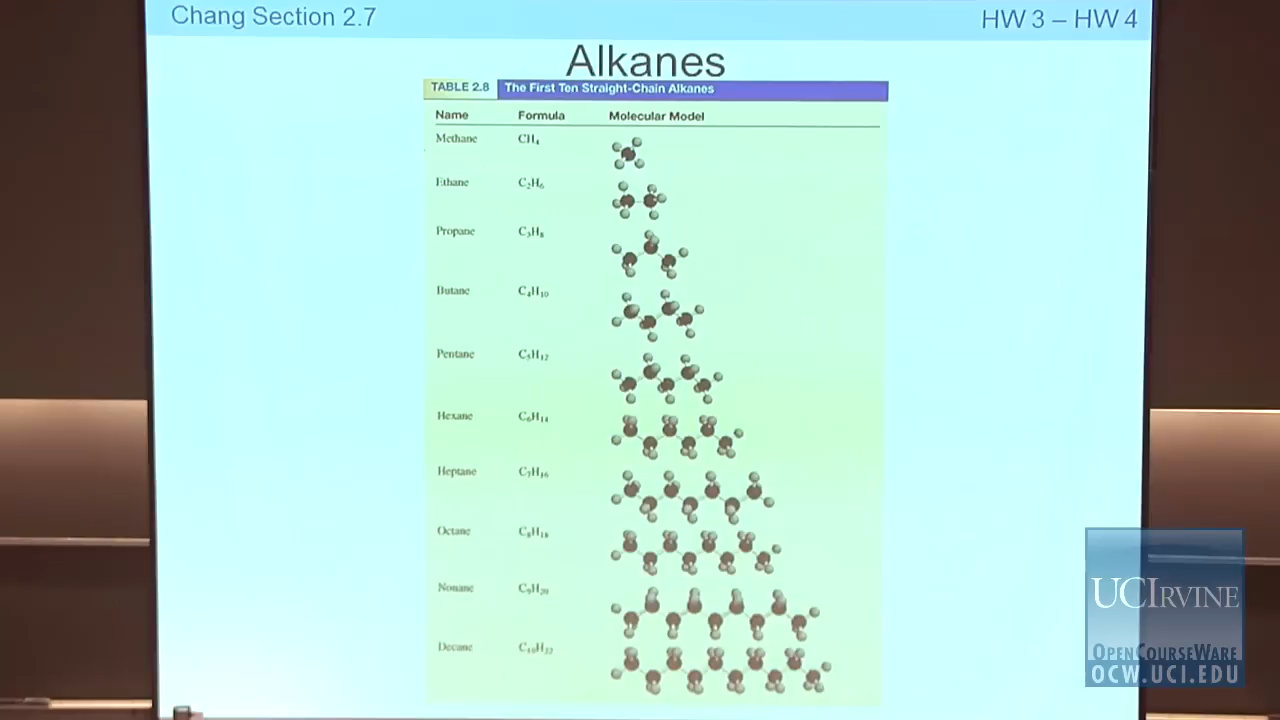 Chang Section 2.7 HW 3 – HW 4
Alkanes
TABLE 2.8 The First Ten Straight-Chain Alkanes
Name Formula Molecular Model
Methane CH₄
Ethane C₂H₆
Propane C₃H₈
Butane C₄H₁₀
Pentane C₅H₁₂
Hexane C₆H₁₄
Heptane C₇H₁₆
Octane C₈H₁₈
Nonane C₉H₂₀
Decane C₁₀H₂₂
UCIRVINE
OPENCOURSEWARE
OCW.UCI.EDU